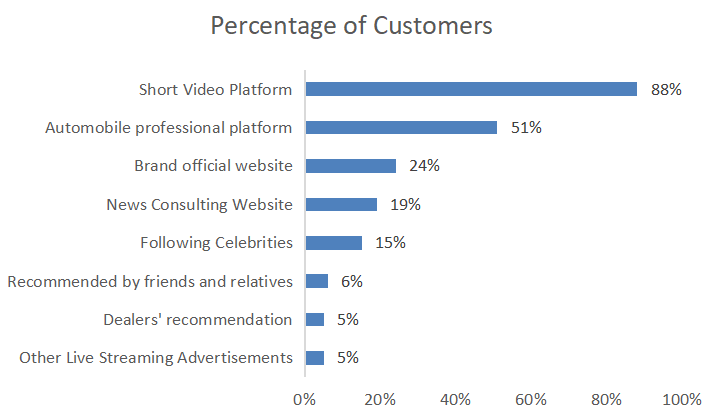 Percentage of Customers
Short Video Platform 88%
Automobile professional platform 51%
Brand official website 24%
News Consulting Website 19%
Following Celebrities 15%
Recommended by friends and relatives 6%
Dealers' recommendation 5%
Other Live Streaming Advertisements 5%
0% 20% 40% 60% 80% 100%